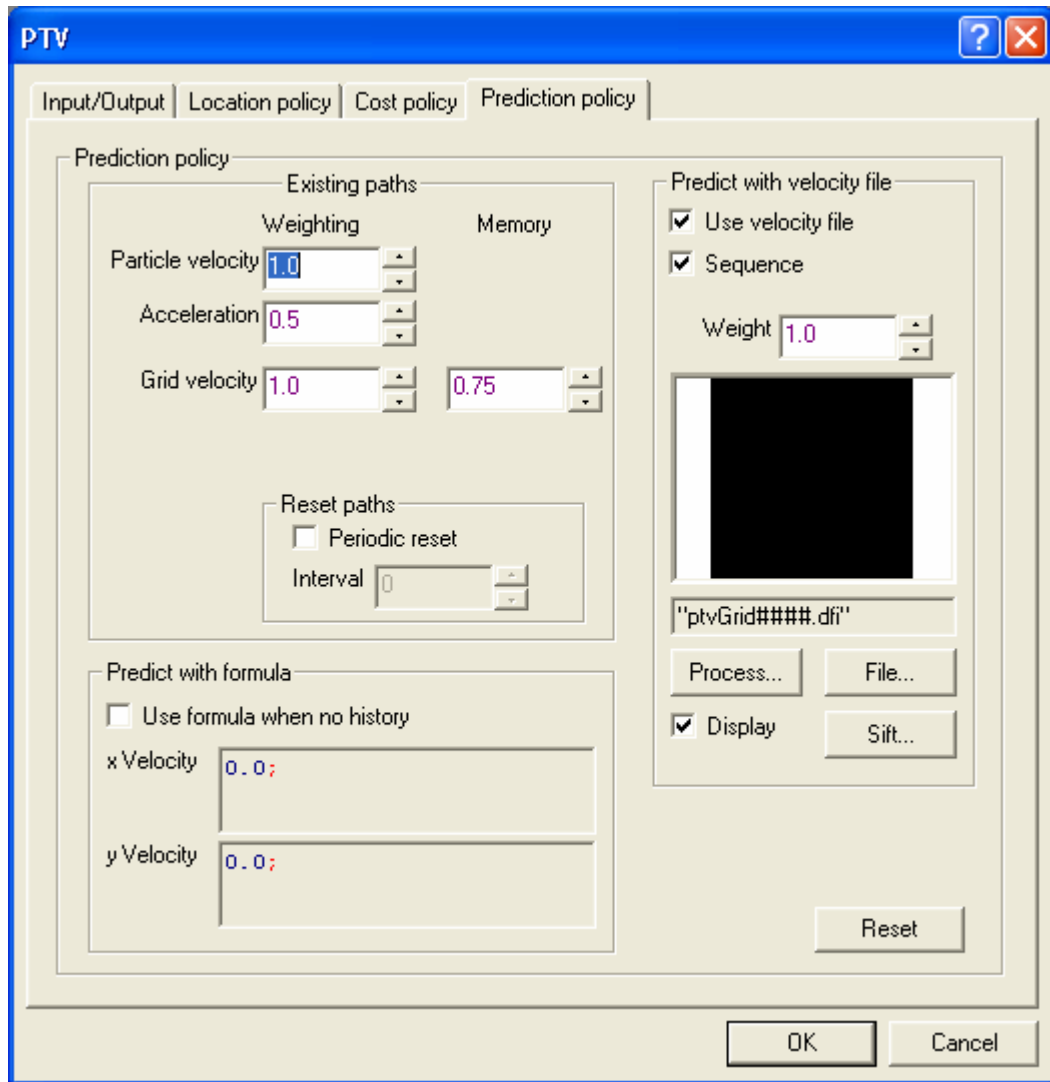 PTV
Input/Output Location policy Cost policy Prediction policy
Prediction policy
Existing paths
Weighting Memory
Particle velocity 1.0
Acceleration 0.5
Grid velocity 1.0 0.75
Reset paths
Periodic reset
Interval 0
Predict with formula
Use formula when no history
x Velocity 0.0;
y Velocity 0.0;
Predict with velocity file
Use velocity file
Sequence
Weight 1.0
"ptvGrid####.dfi"
Process... File...
Display Sift...
Reset
OK Cancel